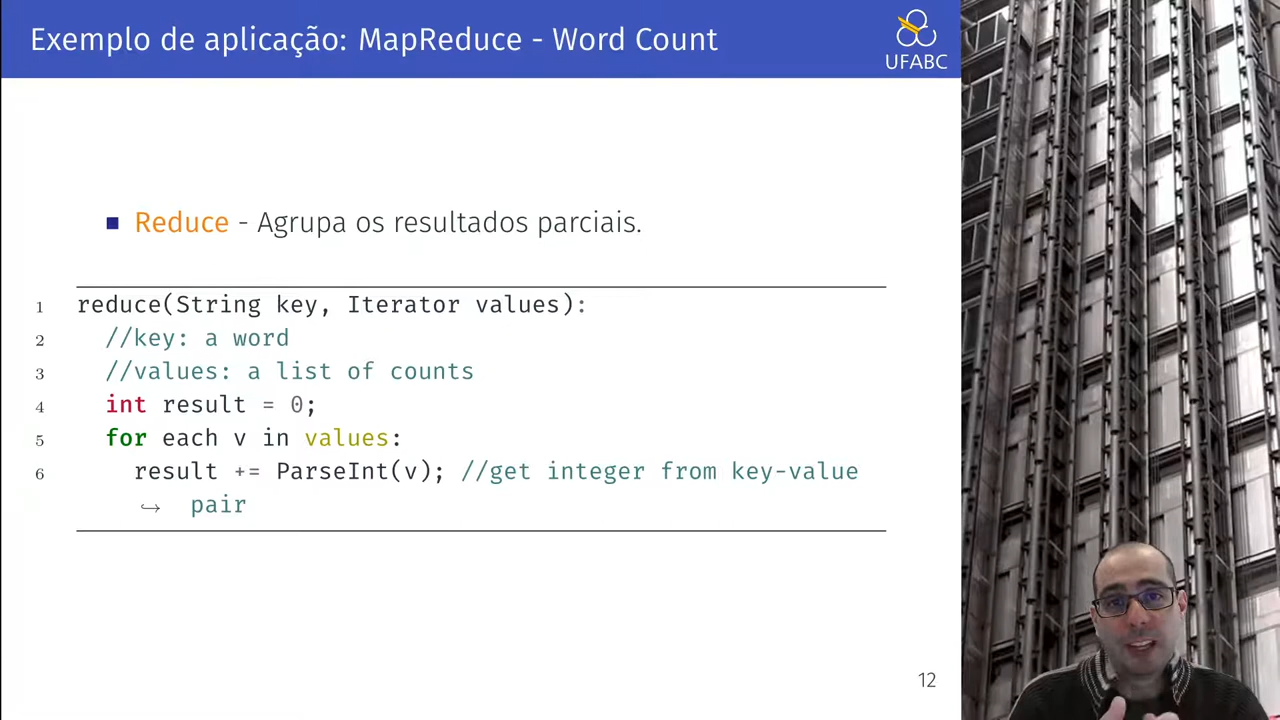 Exemplo de aplicação: MapReduce - Word Count
UFABC
Reduce - Agrupa os resultados parciais.
1 reduce(String key, Iterator values):
2 //key: a word
3 //values: a list of counts
4 int result = 0;
5 for each v in values:
6 result += ParseInt(v); //get integer from key-value
↪ pair
12